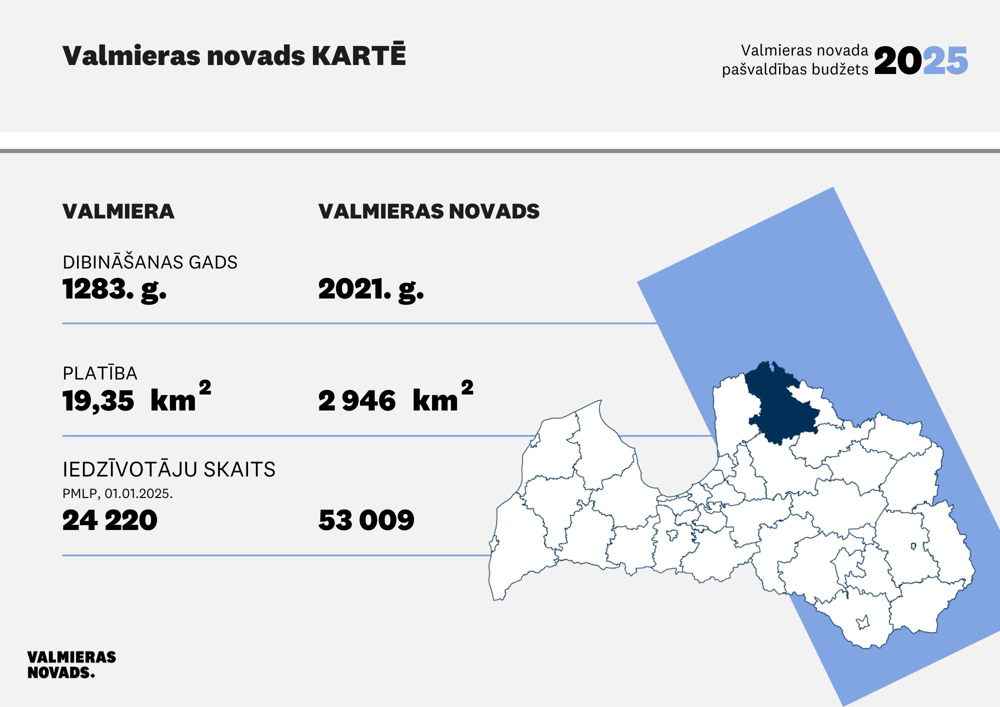 Valmieras novads KARTĒ
Valmieras novada
pašvaldības budžets 2025
VALMIERA VALMIERAS NOVADS
DIBINĀŠANAS GADS
1283. g. 2021. g.
PLATĪBA
19,35 km² 2 946 km²
IEDZĪVOTĀJU SKAITS
PMLP, 01.01.2025.
24 220 53 009
VALMIERAS
NOVADS.